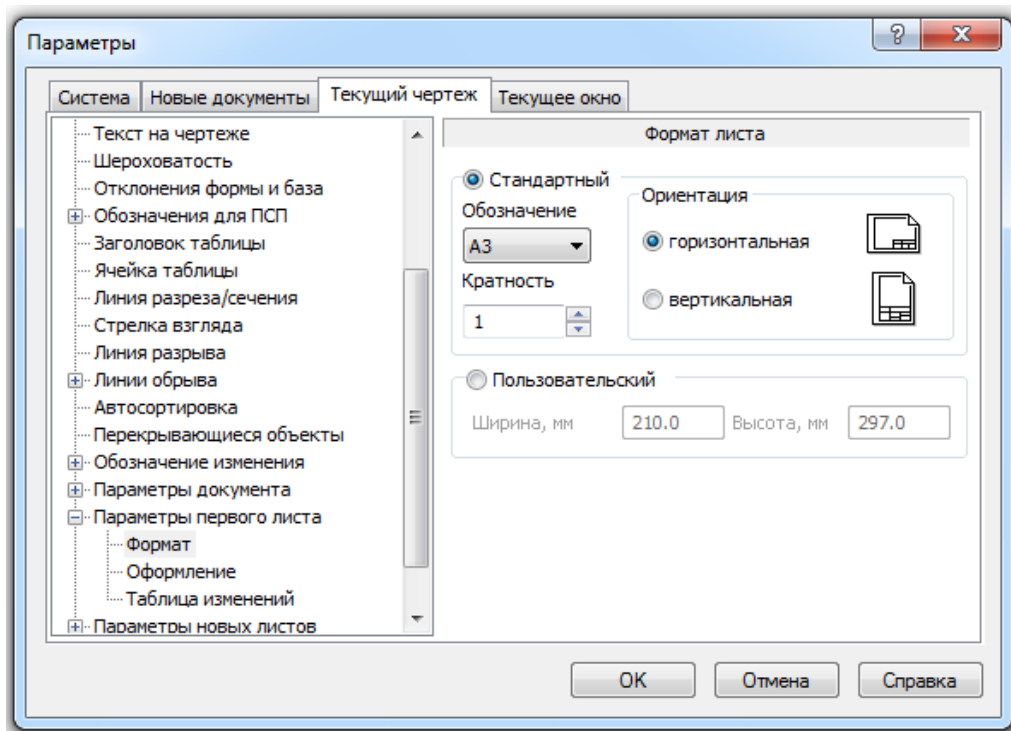 Параметры
?
X
Система Новые документы Текущий чертеж Текущее окно
Текст на чертеже
Шероховатость
Отклонения формы и база
Обозначения для ПСП
Заголовок таблицы
Ячейка таблицы
Линия разреза/сечения
Стрелка взгляда
Линия разрыва
Линии обрыва
Автосортировка
Перекрывающиеся объекты
Обозначение изменения
Параметры документа
Параметры первого листа
Формат
Оформление
Таблица изменений
Параметры новых листов
Формат листа
Стандартный
Обозначение
A3
Кратность
1
Ориентация
горизонтальная
вертикальная
Пользовательский
Ширина, мм 210.0 Высота, мм 297.0
OK Отмена Справка